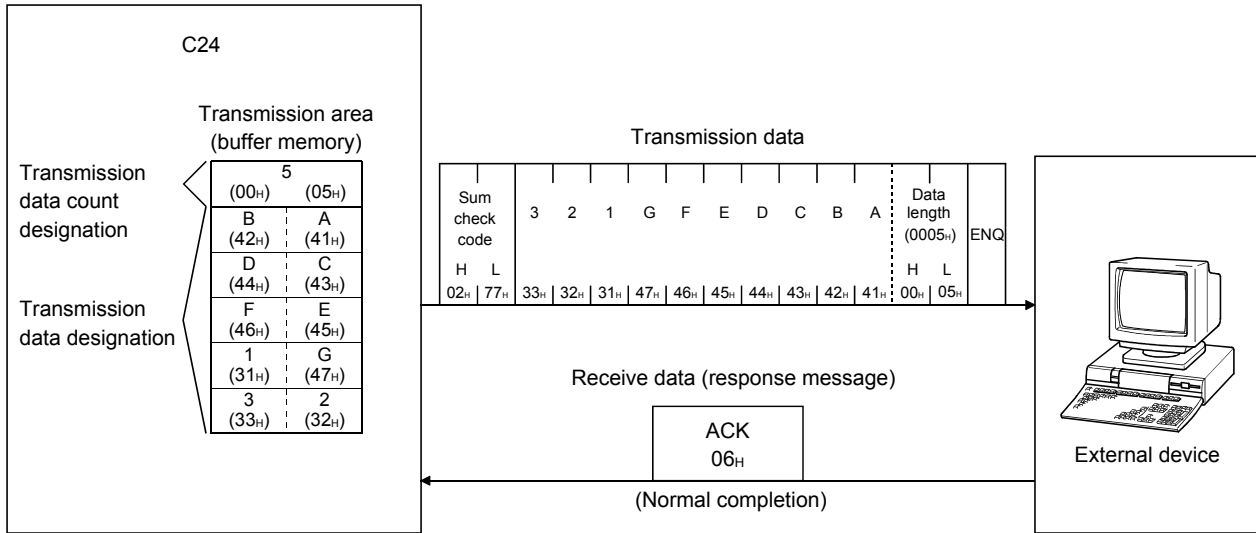 C24
Transmission area
(buffer memory)
Transmission
data count
designation
Transmission
data designation
5
(00H) (05H)
B A
(42H) (41H)
D C
(44H) (43H)
F E
(46H) (45H)
1 G
(31H) (47H)
3 2
(33H) (32H)
Transmission data
Sum
check
code
H L
02H 77H
3 2 1 G F E D C B A
33H 32H 31H 47H 46H 45H 44H 43H 42H 41H
Data
length
(0005H)
H L
00H 05H
ENQ
Receive data (response message)
ACK
06H
(Normal completion)
External device